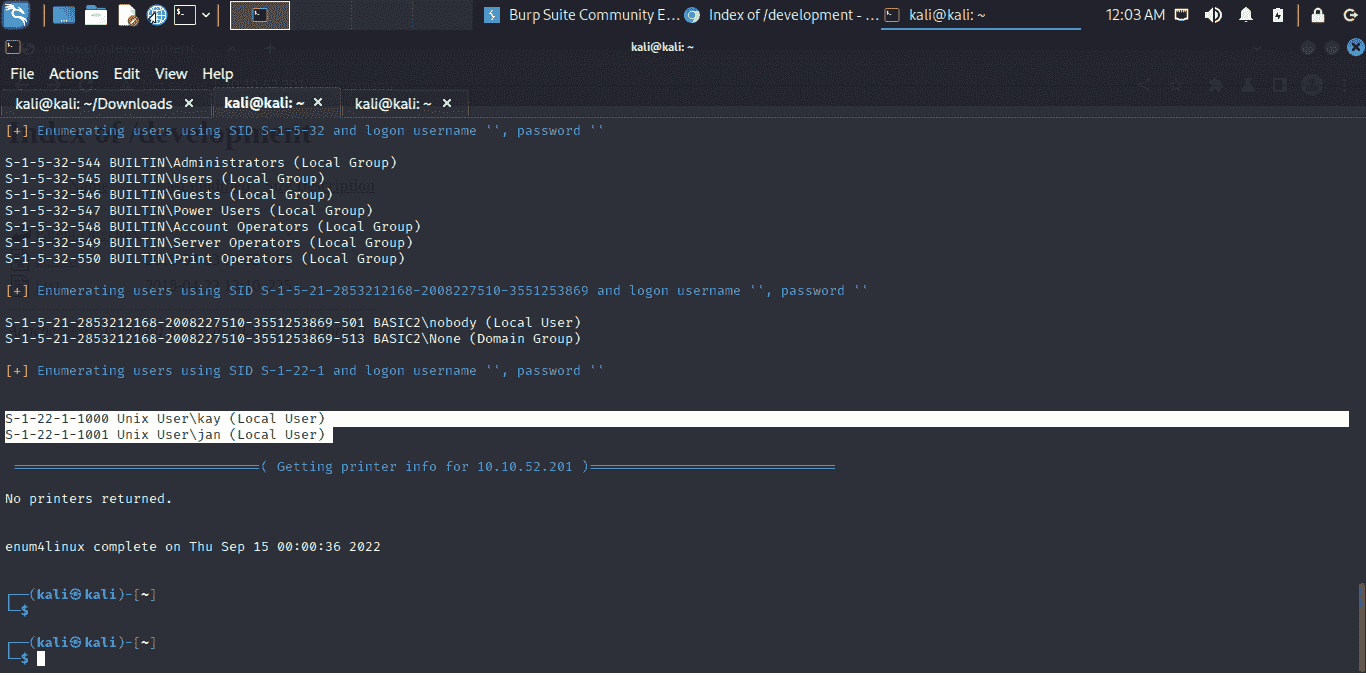 Burp Suite Community E... Index of /development - ... kali@kali: ~ 12:03 AM
kali@kali: ~
File Actions Edit View Help
kali@kali: ~/Downloads kali@kali: ~ kali@kali: ~
[+] Enumerating users using SID S-1-5-32 and logon username '', password ''
Index of /development
S-1-5-32-544 BUILTIN\Administrators (Local Group)
S-1-5-32-545 BUILTIN\Users (Local Group)
S-1-5-32-546 BUILTIN\Guests (Local Group)
S-1-5-32-547 BUILTIN\Power Users (Local Group)
S-1-5-32-548 BUILTIN\Account Operators (Local Group)
S-1-5-32-549 BUILTIN\Server Operators (Local Group)
S-1-5-32-550 BUILTIN\Print Operators (Local Group)
[+] Enumerating users using SID S-1-5-21-2853212168-2008227510-3551253869 and logon username '', password ''
S-1-5-21-2853212168-2008227510-3551253869-501 BASIC2\nobody (Local User)
S-1-5-21-2853212168-2008227510-3551253869-513 BASIC2\None (Domain Group)
[+] Enumerating users using SID S-1-22-1 and logon username '', password ''
S-1-22-1-1000 Unix User\kay (Local User)
S-1-22-1-1001 Unix User\jan (Local User)
( Getting printer info for 10.10.52.201 )
No printers returned.
enum4linux complete on Thu Sep 15 00:00:36 2022
(kali㉿kali)-[~]
$
(kali㉿kali)-[~]
$